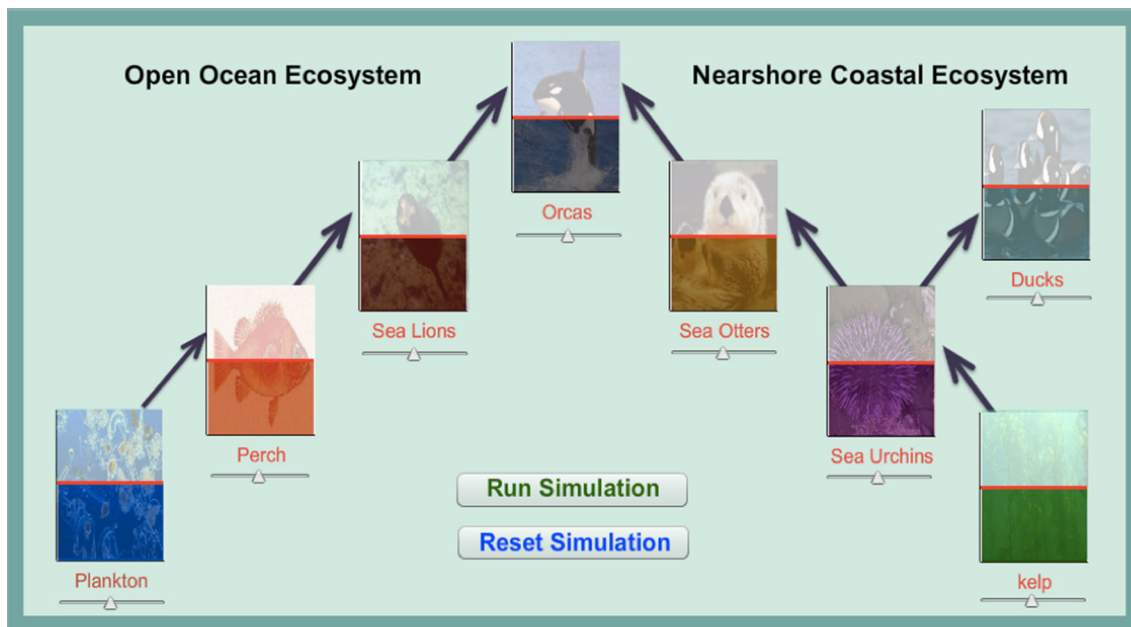 Open Ocean Ecosystem
Nearshore Coastal Ecosystem
Orcas
Ducks
Sea Lions
Sea Otters
Perch
Sea Urchins
Run Simulation
Reset Simulation
Plankton
kelp